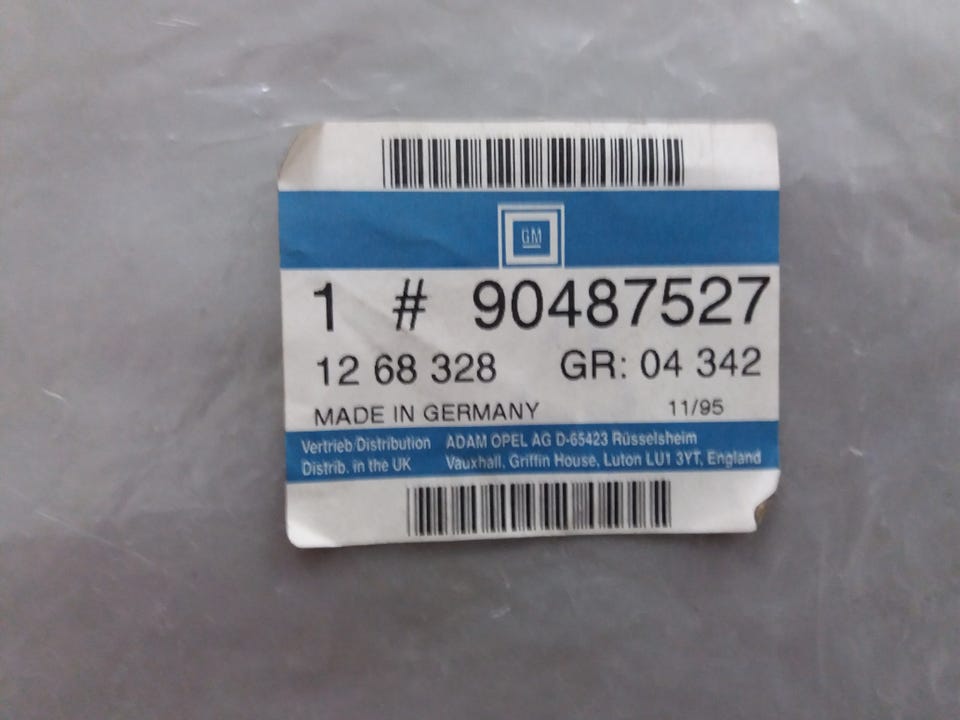 GM
1 # 90487527
12 68 328 GR: 04 342
MADE IN GERMANY 11/95
Vertrieb/Distribution ADAM OPEL AG D-65423 Rüsselsheim
Distrib. in the UK Vauxhall, Griffin House, Luton LU1 3YT, England